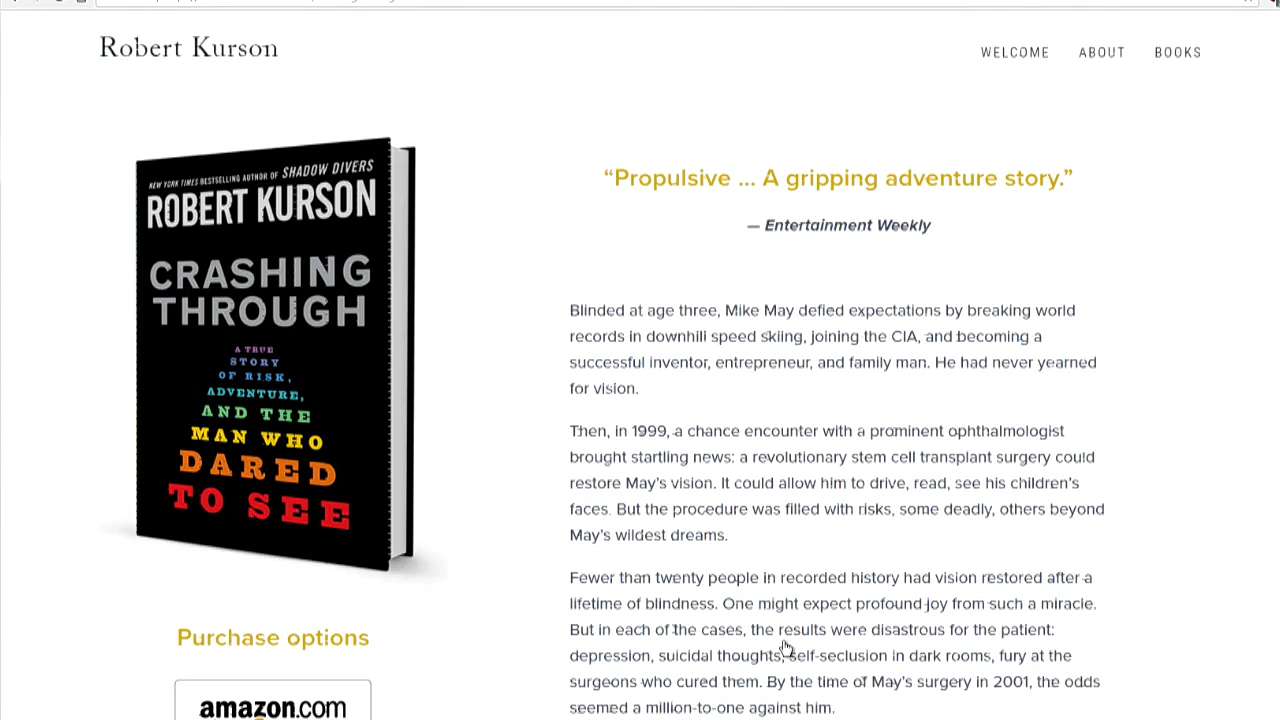 Robert Kurson
WELCOME ABOUT BOOKS
NEW YORK TIMES BESTSELLING AUTHOR OF SHADOW DIVERS
ROBERT KURSON
CRASHING
THROUGH
A TRUE
STORY
OF RISK,
ADVENTURE,
AND THE
MAN WHO
DARED
TO SEE
Purchase options
amazon.com
“Propulsive ... A gripping adventure story.”
— Entertainment Weekly
Blinded at age three, Mike May defied expectations by breaking world
records in downhill speed skiing, joining the CIA, and becoming a
successful inventor, entrepreneur, and family man. He had never yearned
for vision.
Then, in 1999, a chance encounter with a prominent ophthalmologist
brought startling news: a revolutionary stem cell transplant surgery could
restore May’s vision. It could allow him to drive, read, see his children’s
faces. But the procedure was filled with risks, some deadly, others beyond
May’s wildest dreams.
Fewer than twenty people in recorded history had vision restored after a
lifetime of blindness. One might expect profound joy from such a miracle.
But in each of the cases, the results were disastrous for the patient:
depression, suicidal thoughts, self-seclusion in dark rooms, fury at the
surgeons who cured them. By the time of May’s surgery in 2001, the odds
seemed a million-to-one against him.